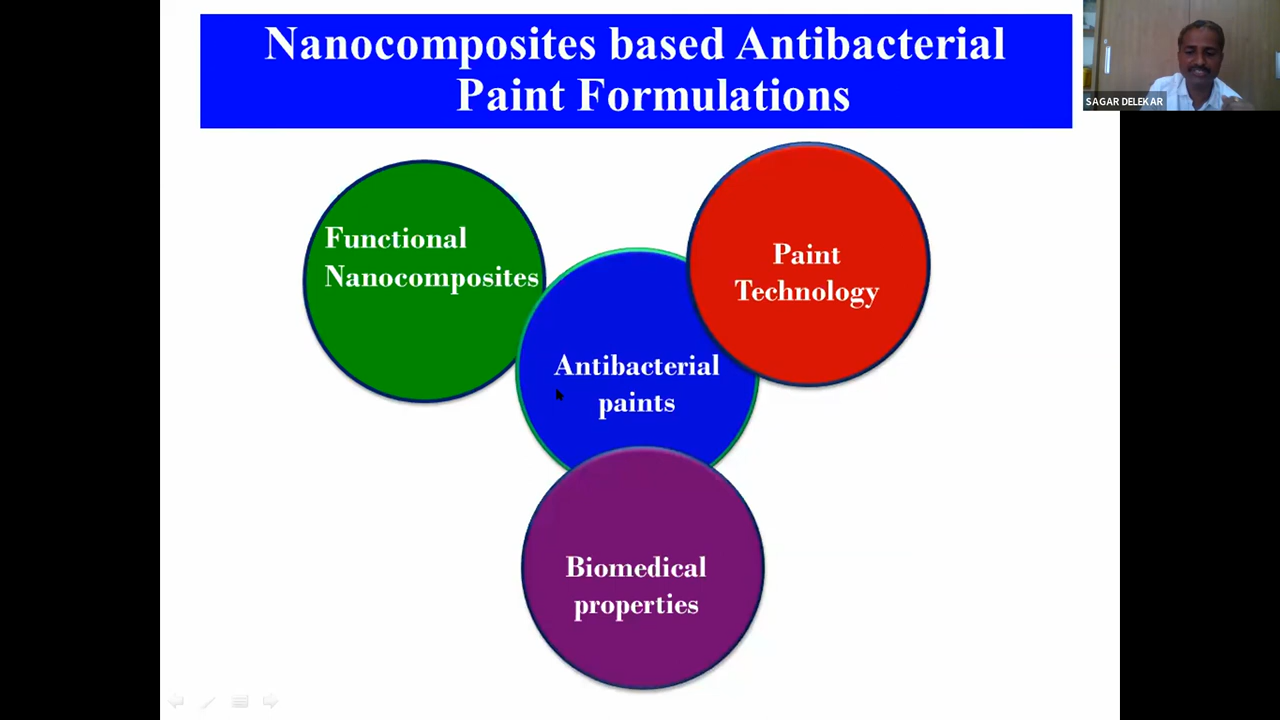 Nanocomposites based Antibacterial
Paint Formulations
SAGAR DELEKAR
Functional
Nanocomposites
Paint
Technology
Antibacterial
paints
Biomedical
properties